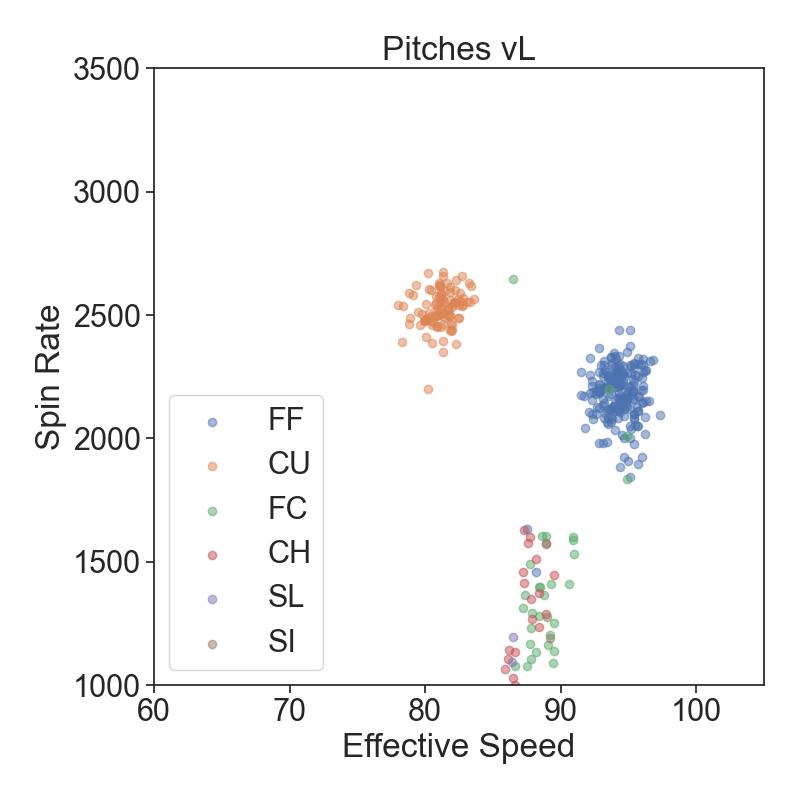 Pitches vL
3500
3000
2500
2000
1500
1000
Spin Rate
FF
CU
FC
CH
SL
SI
60 70 80 90 100
Effective Speed